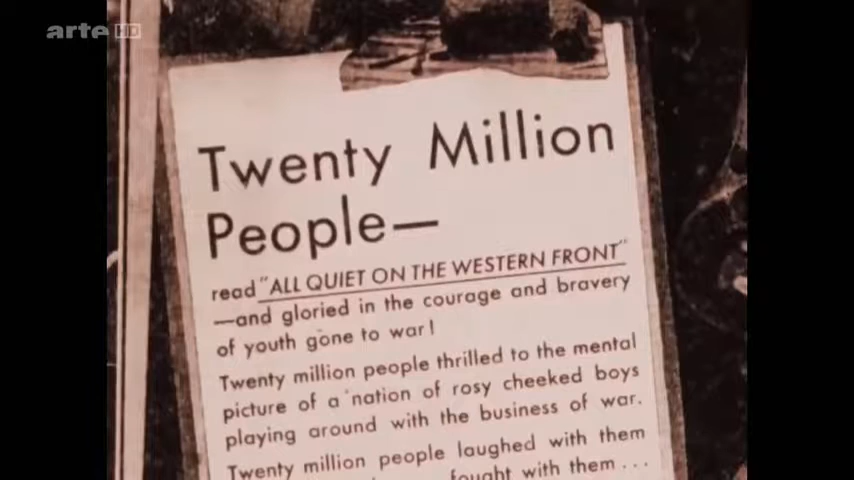 arte HD
Twenty Million
People—
read "ALL QUIET ON THE WESTERN FRONT"
—and gloried in the courage and bravery
of youth gone to war!
Twenty million people thrilled to the mental
picture of a nation of rosy cheeked boys
playing around with the business of war.
Twenty million people laughed with them
fought with them...